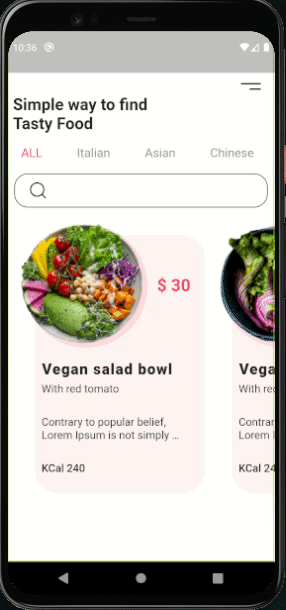 10:36
Simple way to find
Tasty Food
ALL Italian Asian Chinese
$ 30
Vegan salad bowl
With red tomato
Contrary to popular belief,
Lorem Ipsum is not simply ...
KCal 240
Vega
With rec
Contrar
Lorem I
KCal 24